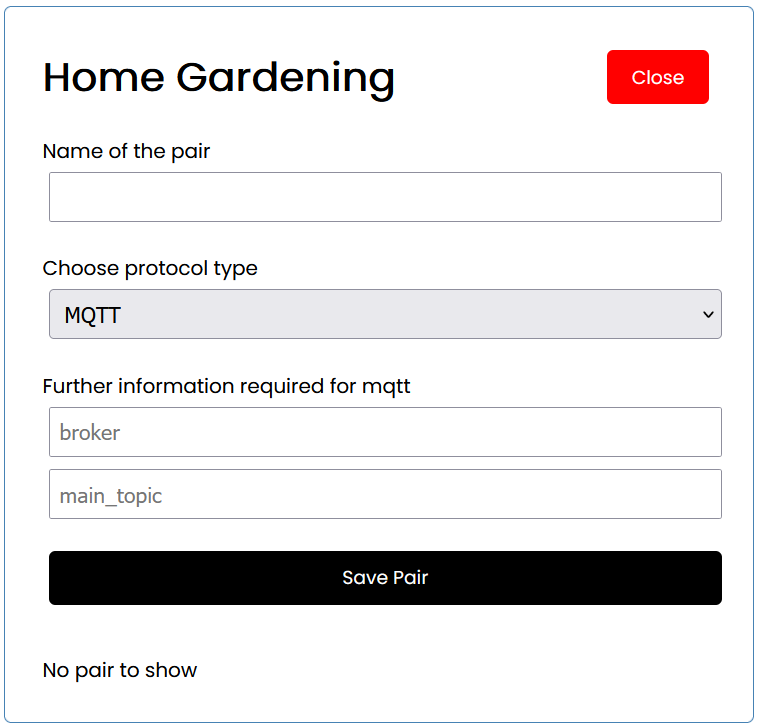 Home Gardening
Close
Name of the pair
Choose protocol type
MQTT
Further information required for mqtt
broker
main_topic
Save Pair
No pair to show